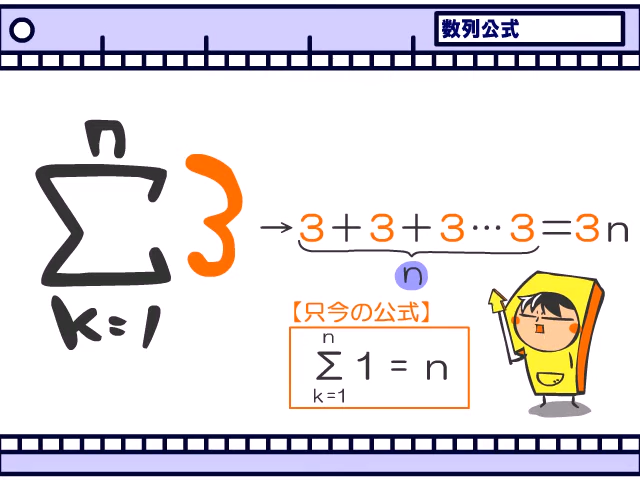 数列公式
n
Σ 3
k=1
→3+3+3…3=3n
n
【只今の公式】
n
Σ 1 = n
k=1